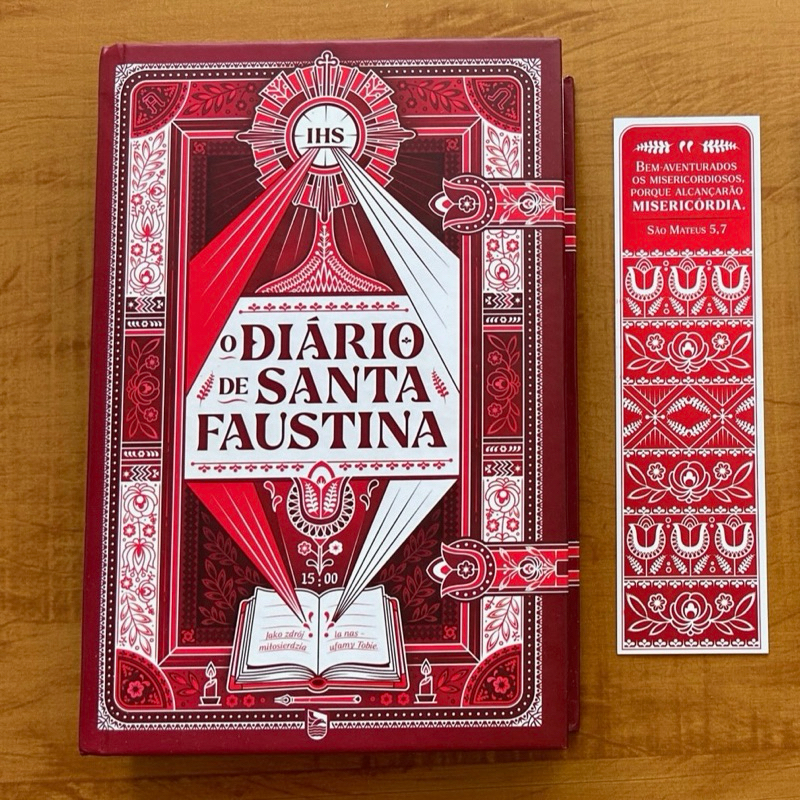 IHS
O DIÁRIO
DE SANTA
FAUSTINA
15:00
Jako zdrój
miłosierdzia
la nas -
ufamy Tobie
BEM-AVENTURADOS
OS MISERICORDIOSOS,
PORQUE ALCANÇARÃO
MISERICÓRDIA.
SÃO MATEUS 5,7